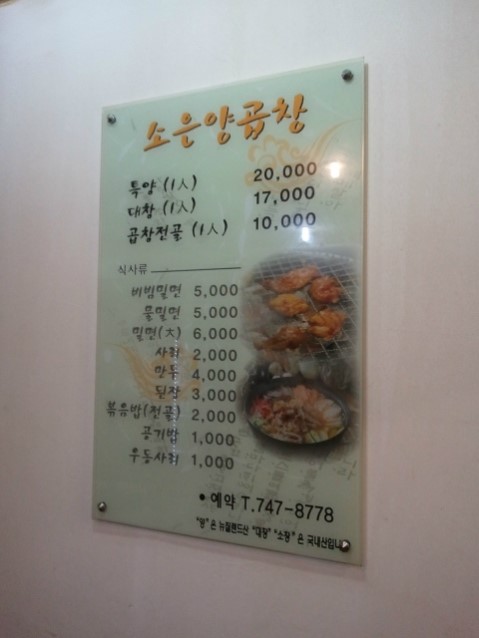 소은양곱창
특양 (1人) 20,000
대창 (1人) 17,000
곱창전골 (1人) 10,000
식사류
비빔밀면 5,000
물밀면 5,000
밀면(大) 6,000
사리 2,000
만두 4,000
된장 3,000
볶음밥(전골) 2,000
공기밥 1,000
우동사리 1,000
• 예약 T.747-8778
"양"은 뉴질랜드산 "대창" "소창"은 국내산입니